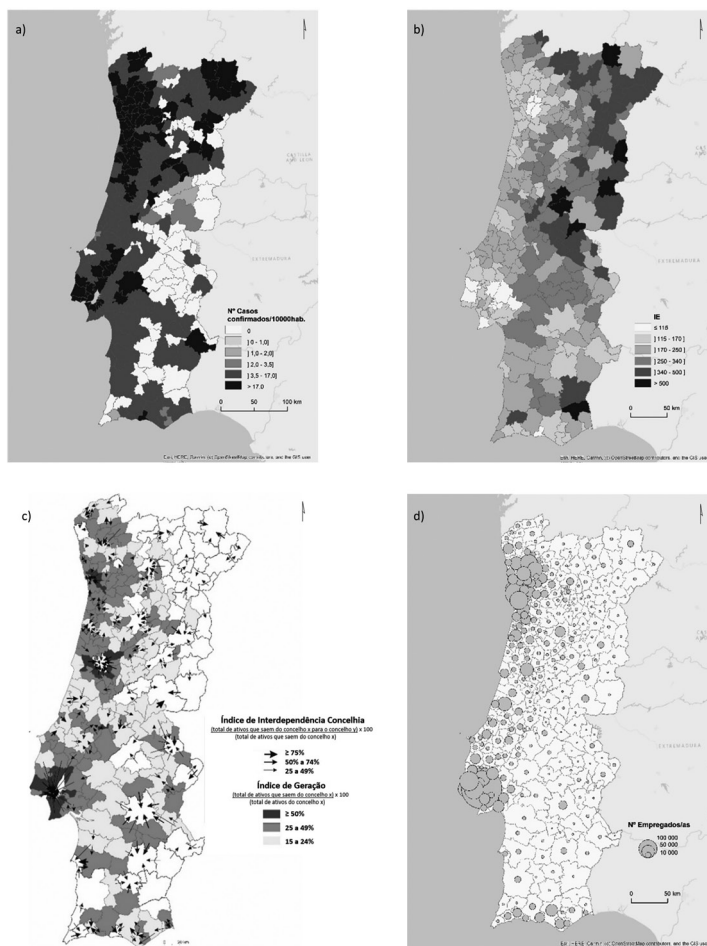 a)
CASTILLA
AND LEON
EXTREMADURA
Nº Casos
confirmados/10000hab.
0
] 0 - 1,0]
] 1,0 - 2,0]
] 2,0 - 3,5]
] 3,5 - 17,0]
> 17.0
0 50 100 km
b)
EXTREMADURA
IE
≤ 115
] 115 - 170 ]
] 170 - 250 ]
] 250 - 340 ]
] 340 - 500 ]
> 500
0 50 km
c)
Índice de Interdependência Concelhia
(total de ativos que saem do concelho x para o concelho y) x 100
(total de ativos que saem do concelho x)
≥ 75%
50% a 74%
25 a 49%
Índice de Geração
(total de ativos que saem do concelho x) x 100
(total de ativos do concelho x)
≥ 50%
25 a 49%
15 a 24%
d)
EXTREMADURA
Nº Empregados/as
100 000
50 000
10 000
0 50 km